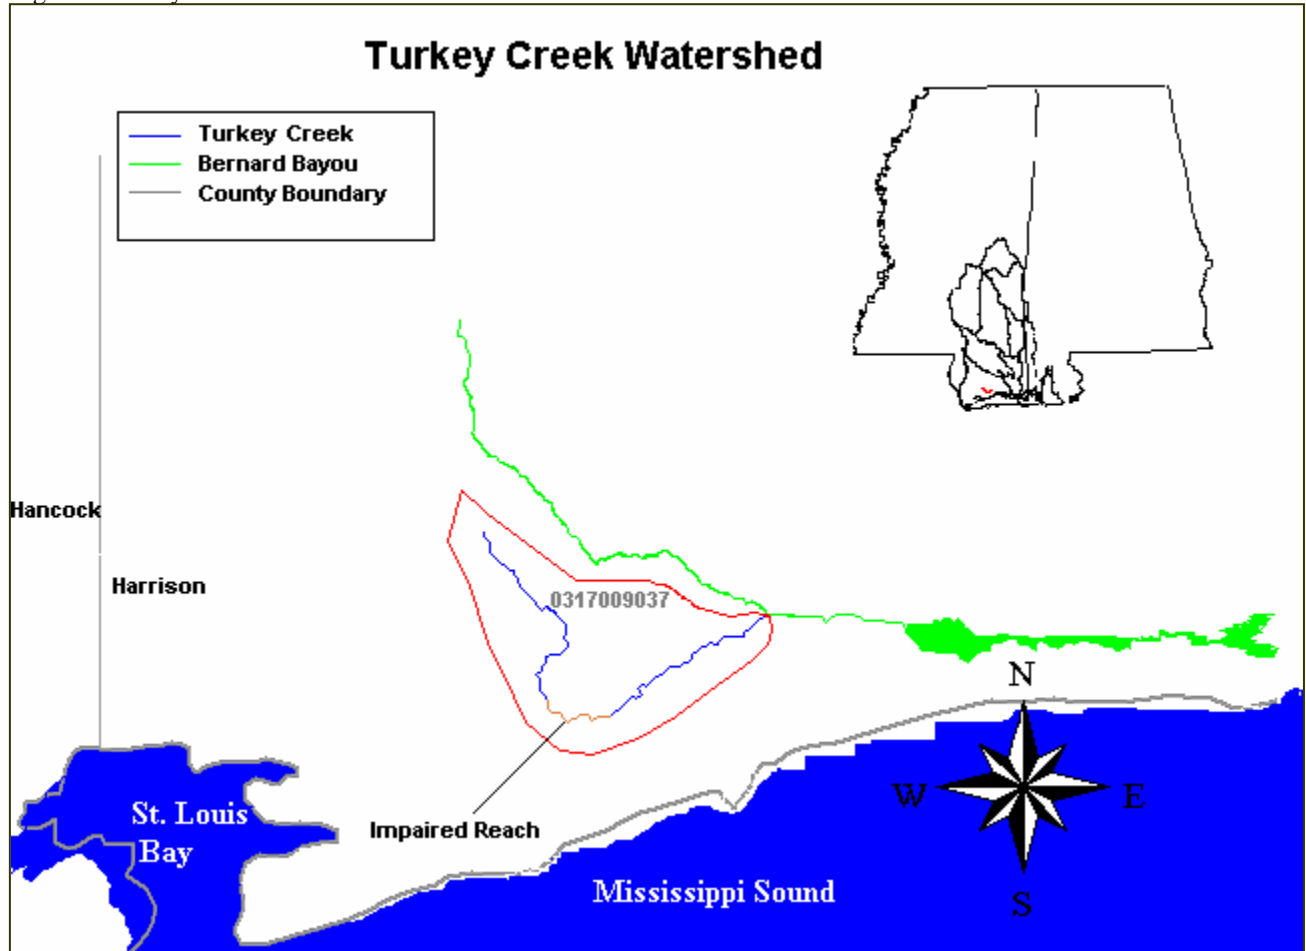 Turkey Creek Watershed
Turkey Creek
Bernard Bayou
County Boundary
Hancock
Harrison
0317009037
N
W
E
S
St. Louis
Bay
Impaired Reach
Mississippi Sound